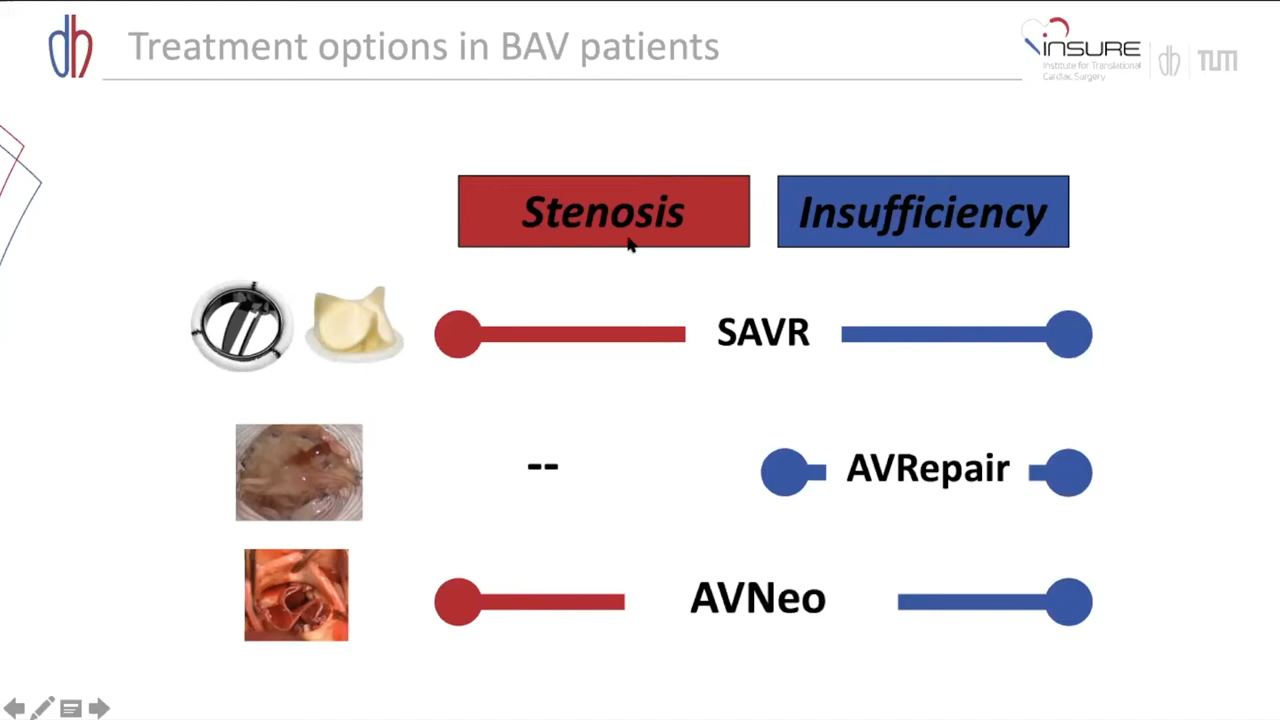 Treatment options in BAV patients
INSURE
Institute for Translational
Cardiac Surgery
TUM
Stenosis
Insufficiency
SAVR
--
AVRepair
AVNeo